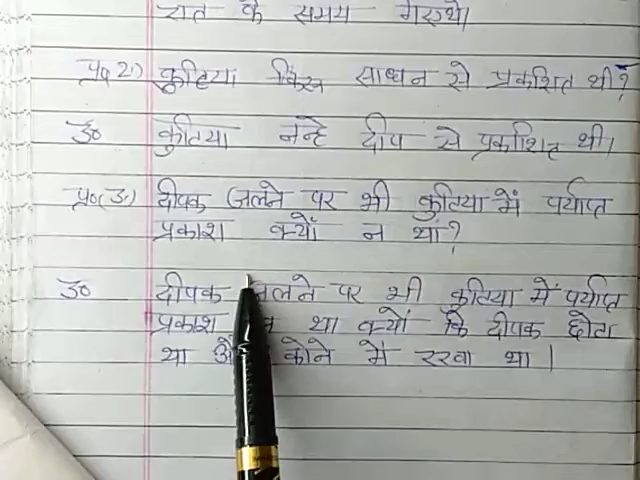 रात के समय गए थे।
प्र॰2) कुटिया किस साधन से प्रकशित थी?
उ॰ कुतिया नन्हे दीप से प्रकाशित थी।
प्र॰(3) दीपक जलने पर भी कुतिया में पर्याप्त
प्रकाश क्यों न था?
उ॰ दीपक जलने पर भी कुतिया में पर्याप्त
प्रकाश था क्यों कि दीपक छोटा
था कोने में रखा था।